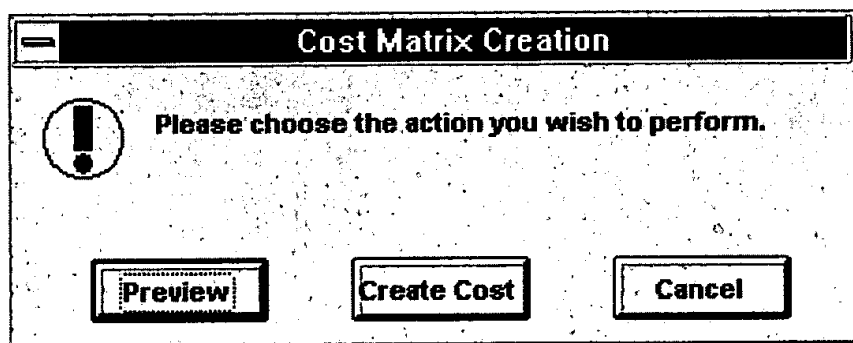 Cost Matrix Creation
Please choose the action you wish to perform.
Preview Create Cost Cancel